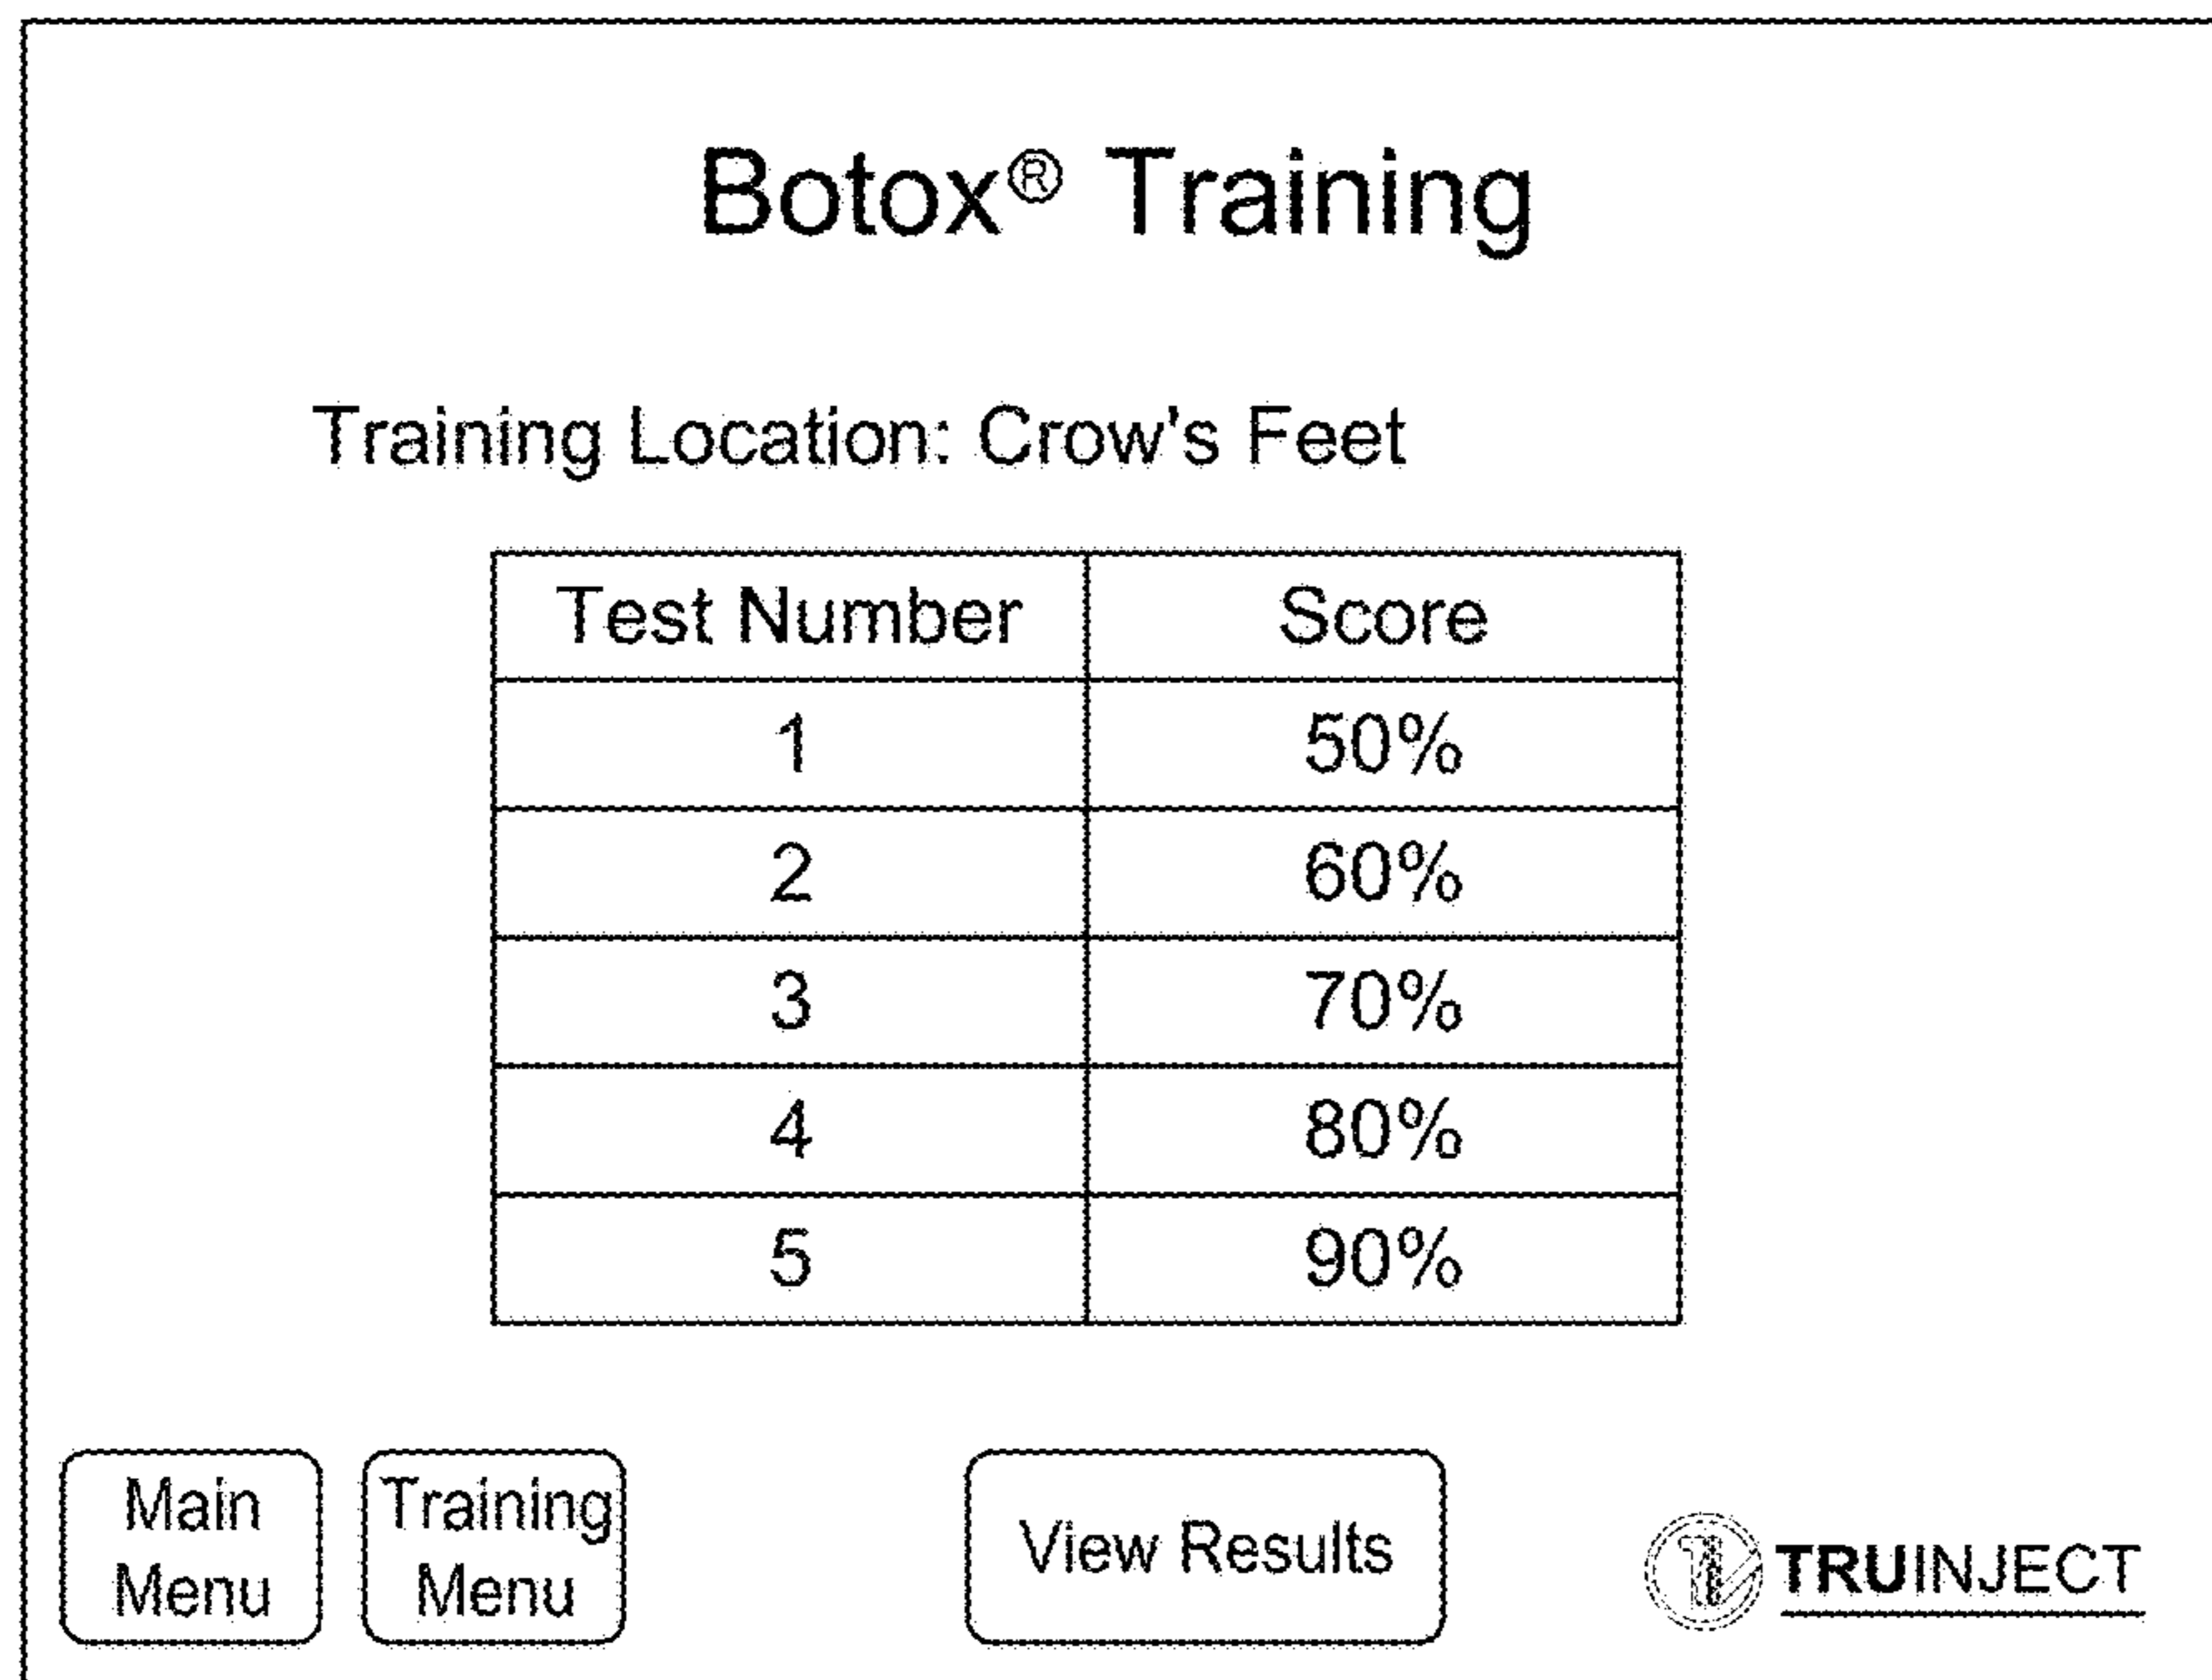 Botox® Training
Training Location: Crow's Feet
Test Number Score
1 50%
2 60%
3 70%
4 80%
5 90%
Main
Menu
Training
Menu
View Results
TRUINJECT